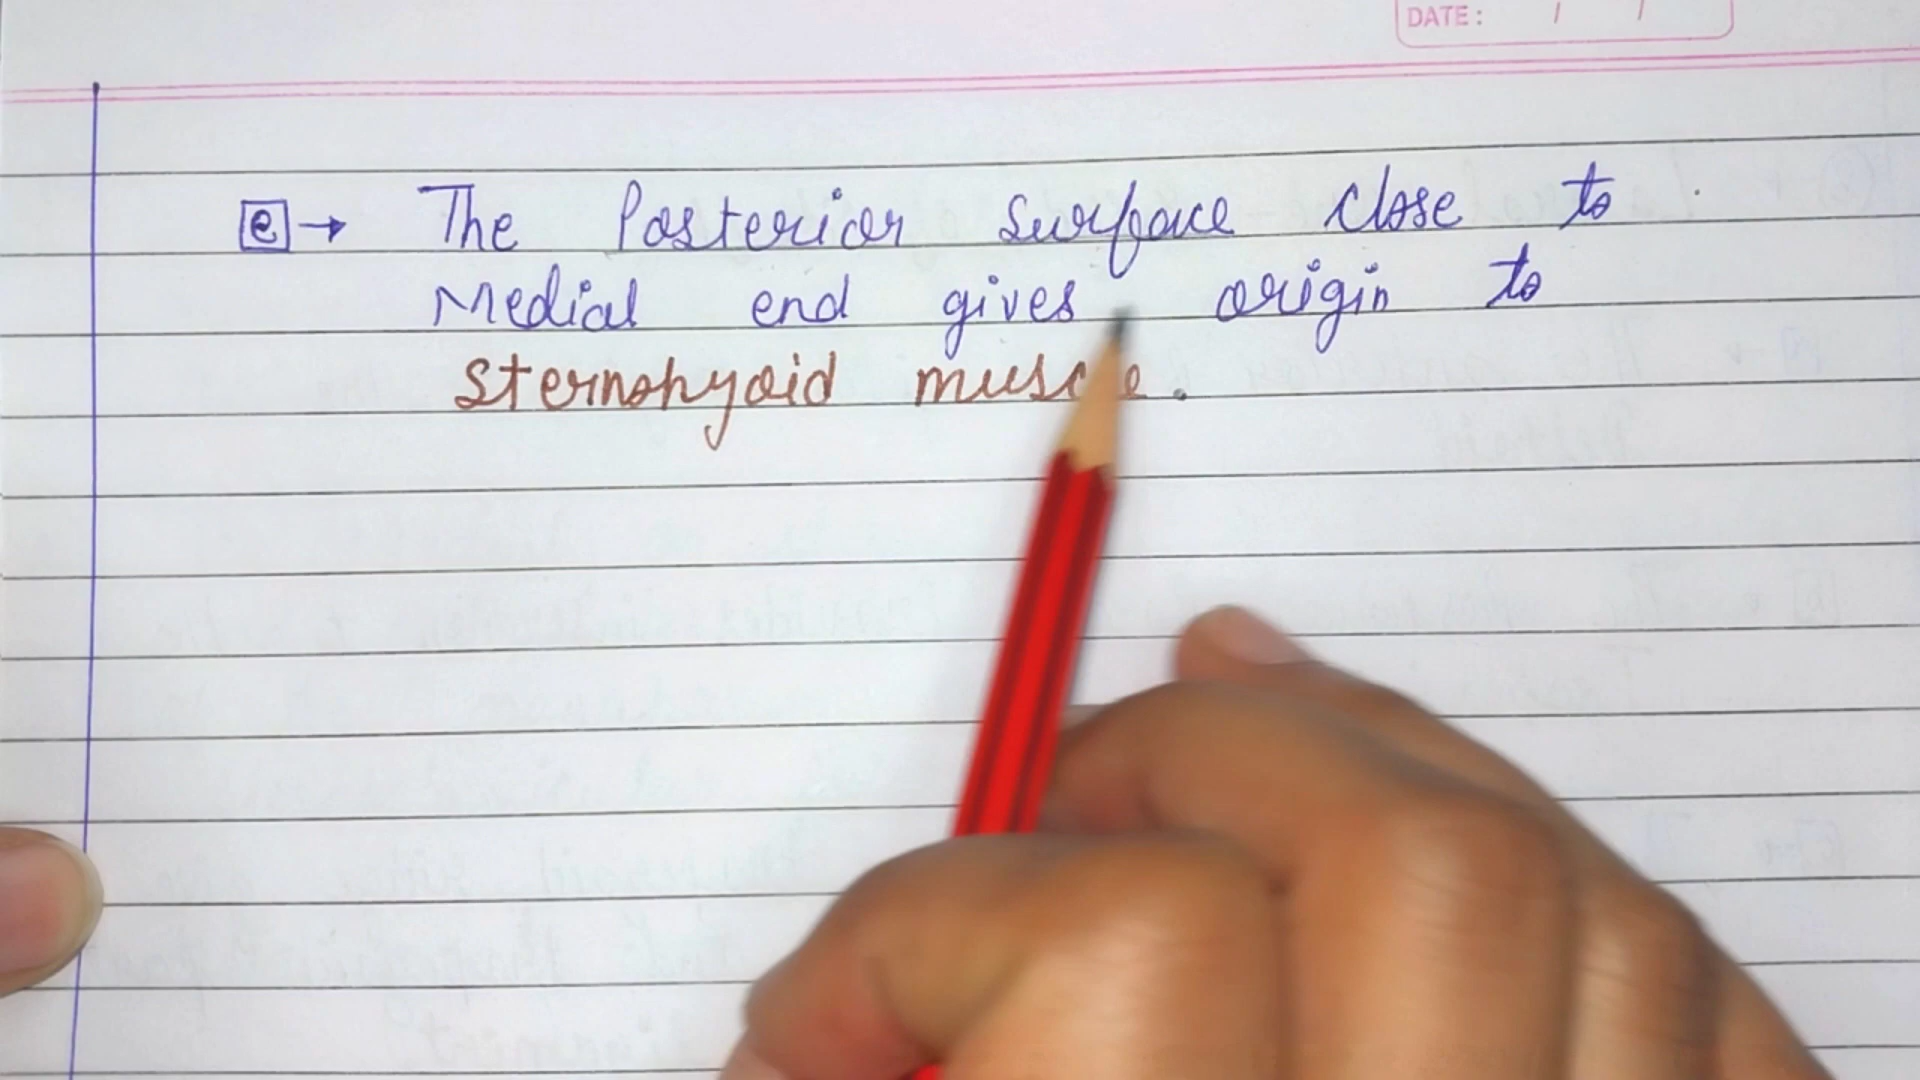 DATE: / /
e → The Posterior surface close to
Medial end gives origin to
sternohyoid muscle.